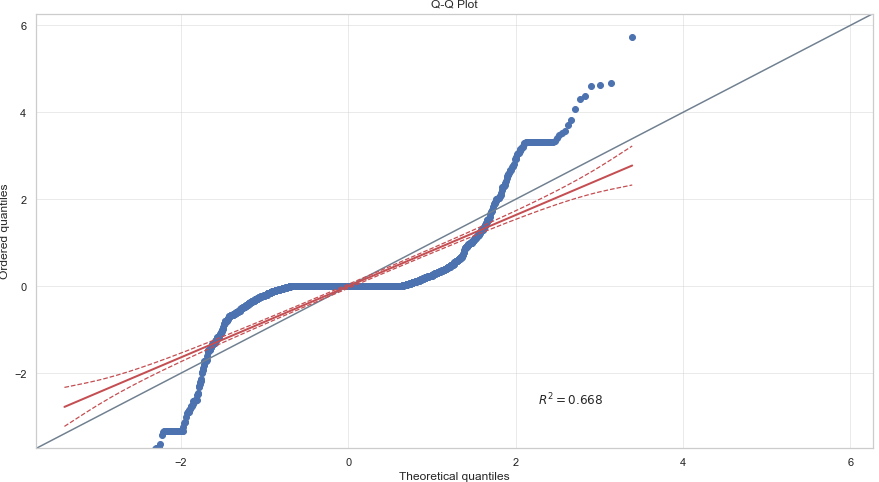 Q-Q Plot
6
4
2
0
−2
Ordered quantiles
R² = 0.668
−2 0 2 4 6
Theoretical quantiles